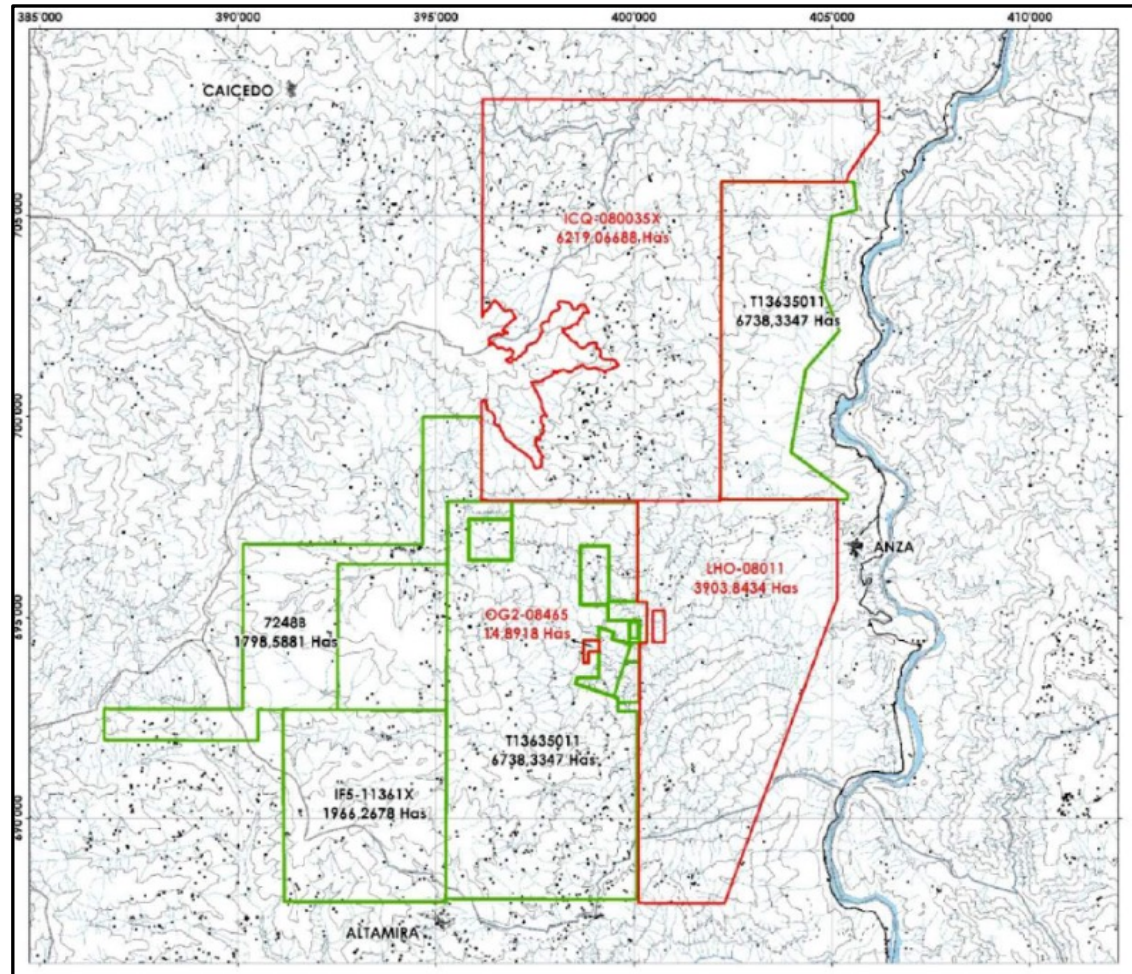 385'000 390'000 395'000 400'000 405'000 410'000
CAICEDO
705'000
ICQ-080035X
6219,06688 Has
T13635011
6738,3347 Has
700'000
ANZA
LHO-08011
3903,8434 Has
695'000
OG2-08465
14,8918 Has
7248B
1798,5881 Has
T13635011
6738,3347 Has
IF5-11361X
1966,2678 Has
690'000
ALTAMIRA